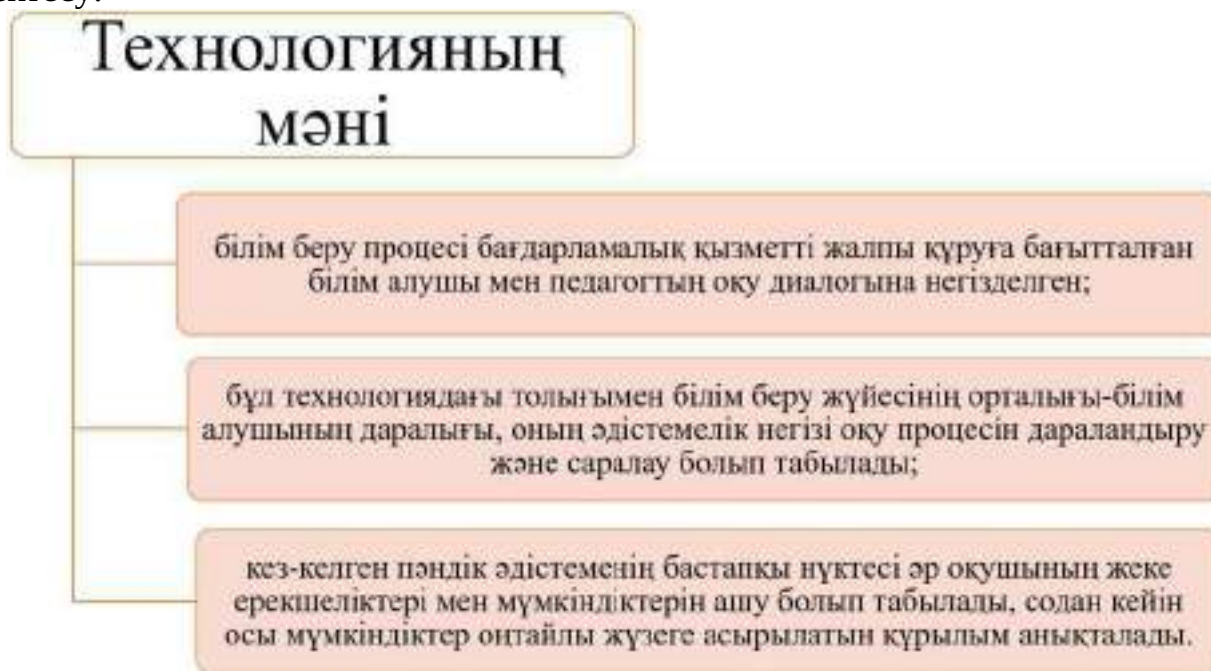 Технологияның
мәні
білім беру процесі бағдарламалық қызметті жалпы құруға бағытталған
білім алушы мен педагогтың оқу диалогына негізделген;
бұл технологиядағы толығымен білім беру жүйесінің орталығы-білім
алушының даралығы, оның әдістемелік негізі оқу процесін дараландыру
және саралау болып табылады;
кез-келген пәндік әдістеменің бастапқы нүктесі әр оқушының жеке
ерекшеліктері мен мүмкіндіктерін ашу болып табылады, содан кейін
осы мүмкіндіктер оңтайлы жүзеге асырылатын құрылым анықталады.